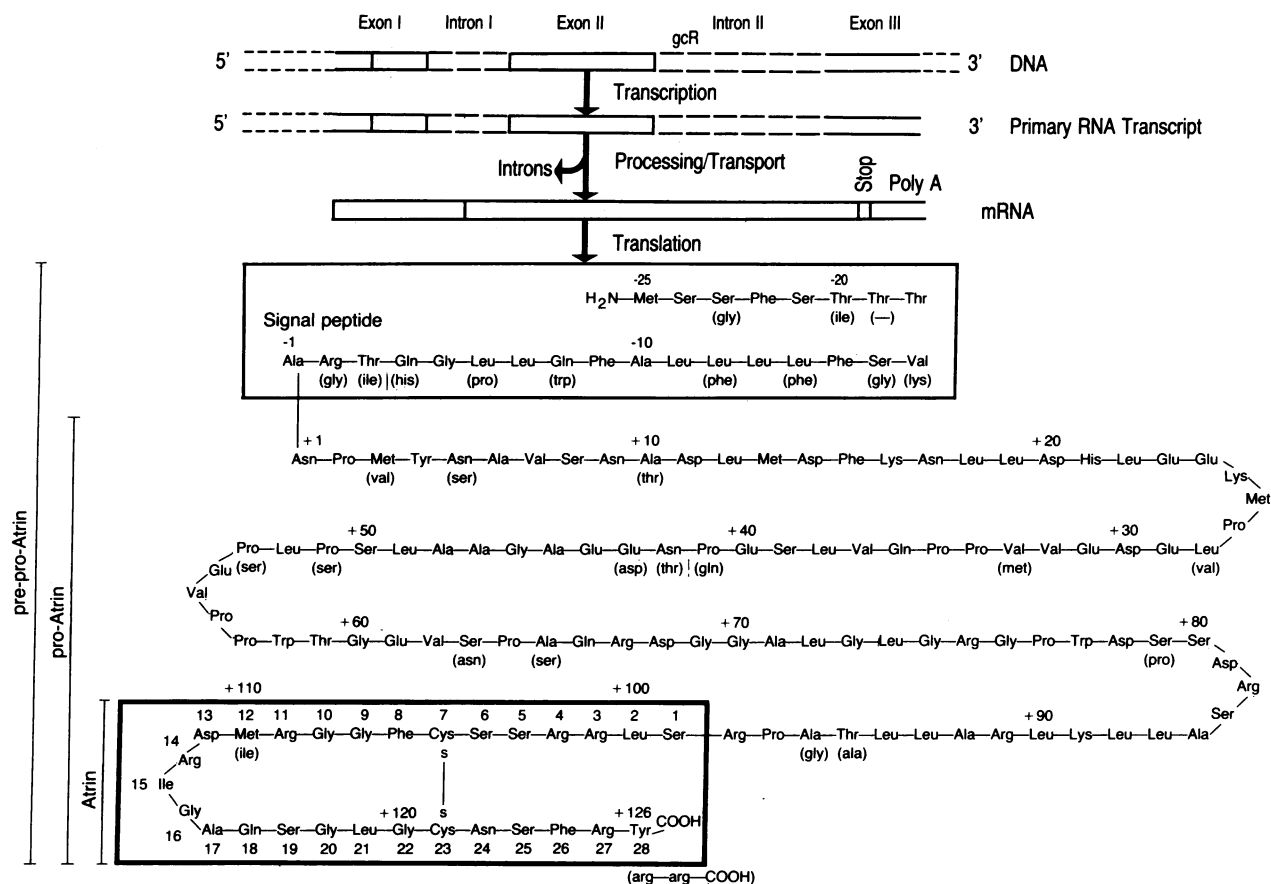 Exon I Intron I Exon II Intron II Exon III
gcR
5' 3' DNA
Transcription
5' 3' Primary RNA Transcript
Introns Processing/Transport
Stop Poly A
mRNA
Translation
-25 -20
H2N—Met—Ser—Ser—Phe—Ser—Thr—Thr—Thr
(gly) (ile) (—)
Signal peptide
-1 -10
Ala—Arg—Thr—Gln—Gly—Leu—Leu—Gln—Phe—Ala—Leu—Leu—Leu—Leu—Phe—Ser—Val
(gly) (ile) (his) (pro) (trp) (phe) (phe) (gly) (lys)
+1 +10 +20
Asn—Pro—Met—Tyr—Asn—Ala—Val—Ser—Asn—Ala—Asp—Leu—Met—Asp—Phe—Lys—Asn—Leu—Leu—Asp—His—Leu—Glu—Glu
(val) (ser) (thr)
Lys
Met
Pro
+50 +40 +30
Pro—Leu—Pro—Ser—Leu—Ala—Ala—Gly—Ala—Glu—Glu—Asn—Pro—Glu—Ser—Leu—Val—Gln—Pro—Pro—Val—Val—Glu—Asp—Glu—Leu
(ser) (ser) (asp) (thr) (gln) (met) (val)
Glu
Val
Pro
+60 +70 +80
Pro—Trp—Thr—Gly—Glu—Val—Ser—Pro—Ala—Gln—Arg—Asp—Gly—Gly—Ala—Leu—Gly—Leu—Gly—Arg—Gly—Pro—Trp—Asp—Ser—Ser
(asn) (ser) (pro)
Asp
Arg
Ser
+110 +100 +90
13 12 11 10 9 8 7 6 5 4 3 2 1
Asp—Met—Arg—Gly—Gly—Phe—Cys—Ser—Ser—Arg—Arg—Leu—Ser—Arg—Pro—Ala—Thr—Leu—Leu—Ala—Arg—Leu—Lys—Leu—Leu—Ala
(ile) (gly) (ala)
14 Arg
15 Ile
Gly
16
s
s
+120 +126
Ala—Gln—Ser—Gly—Leu—Gly—Cys—Asn—Ser—Phe—Arg—Tyr COOH
17 18 19 20 21 22 23 24 25 26 27 28
(arg—arg—COOH)
pre-pro-Atrin
pro-Atrin
Atrin